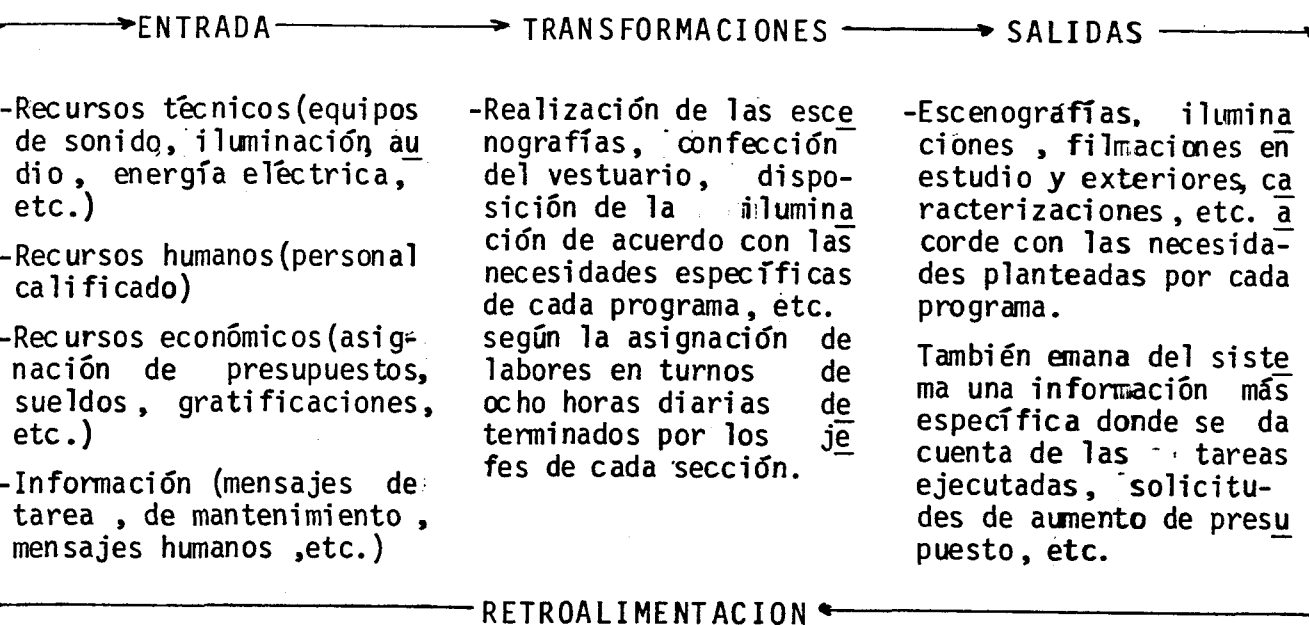 ENTRADA TRANSFORMACIONES SALIDAS
-Recursos técnicos(equipos
de sonido, iluminación, au
dio, energía eléctrica,
etc.)
-Recursos humanos(personal
calificado)
-Recursos económicos(asig-
nación de presupuestos,
sueldos, gratificaciones,
etc.)
-Información (mensajes de
tarea, de mantenimiento,
mensajes humanos ,etc.)
-Realización de las esce
nografías, confección
del vestuario, dispo-
sición de la ilumina
ción de acuerdo con las
necesidades específicas
de cada programa, etc.
según la asignación de
labores en turnos de
ocho horas diarias de
terminados por los je
fes de cada sección.
-Escenografías, ilumina
ciones , filmaciones en
estudio y exteriores, ca
racterizaciones, etc. a
corde con las necesida-
des planteadas por cada
programa.
También emana del siste
ma una información más
específica donde se da
cuenta de las tareas
ejecutadas, solicitu-
des de aumento de presu
puesto, etc.
RETROALIMENTACION